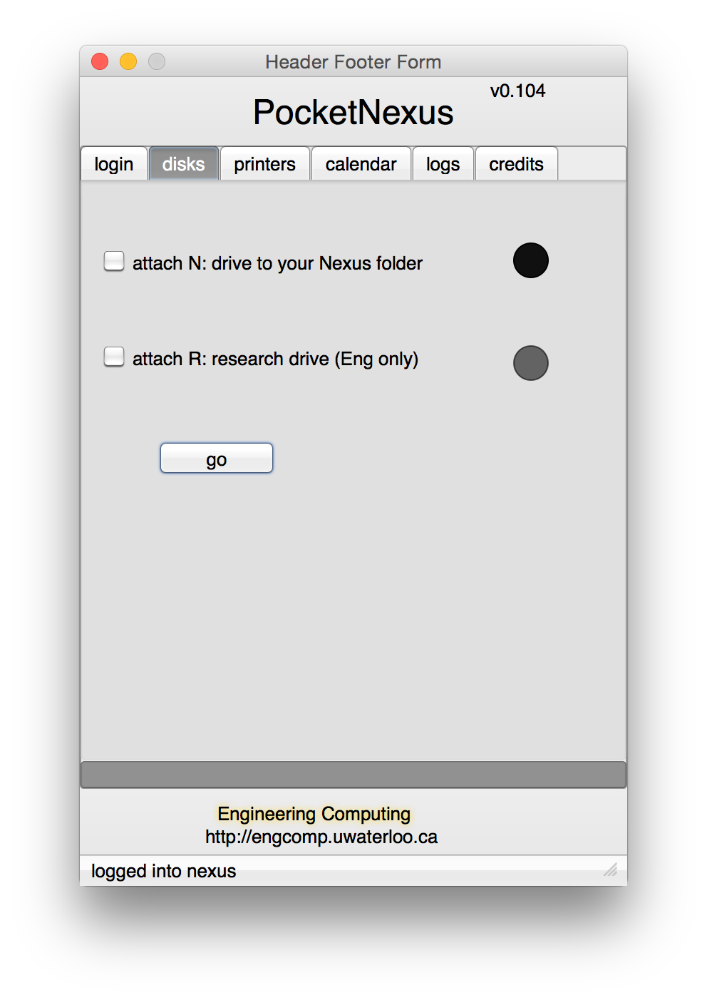 Header Footer Form
v0.104
PocketNexus
login disks printers calendar logs credits
attach N: drive to your Nexus folder
attach R: research drive (Eng only)
go
Engineering Computing
http://engcomp.uwaterloo.ca
logged into nexus